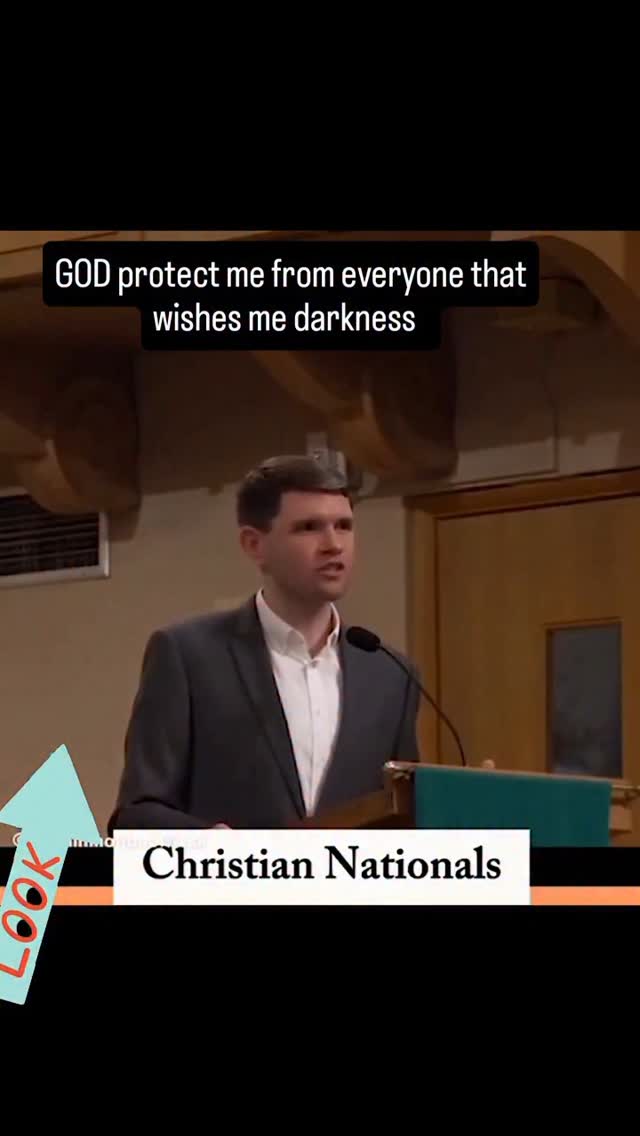 GOD protect me from everyone that
wishes me darkness
Christian Nationals
LOOK